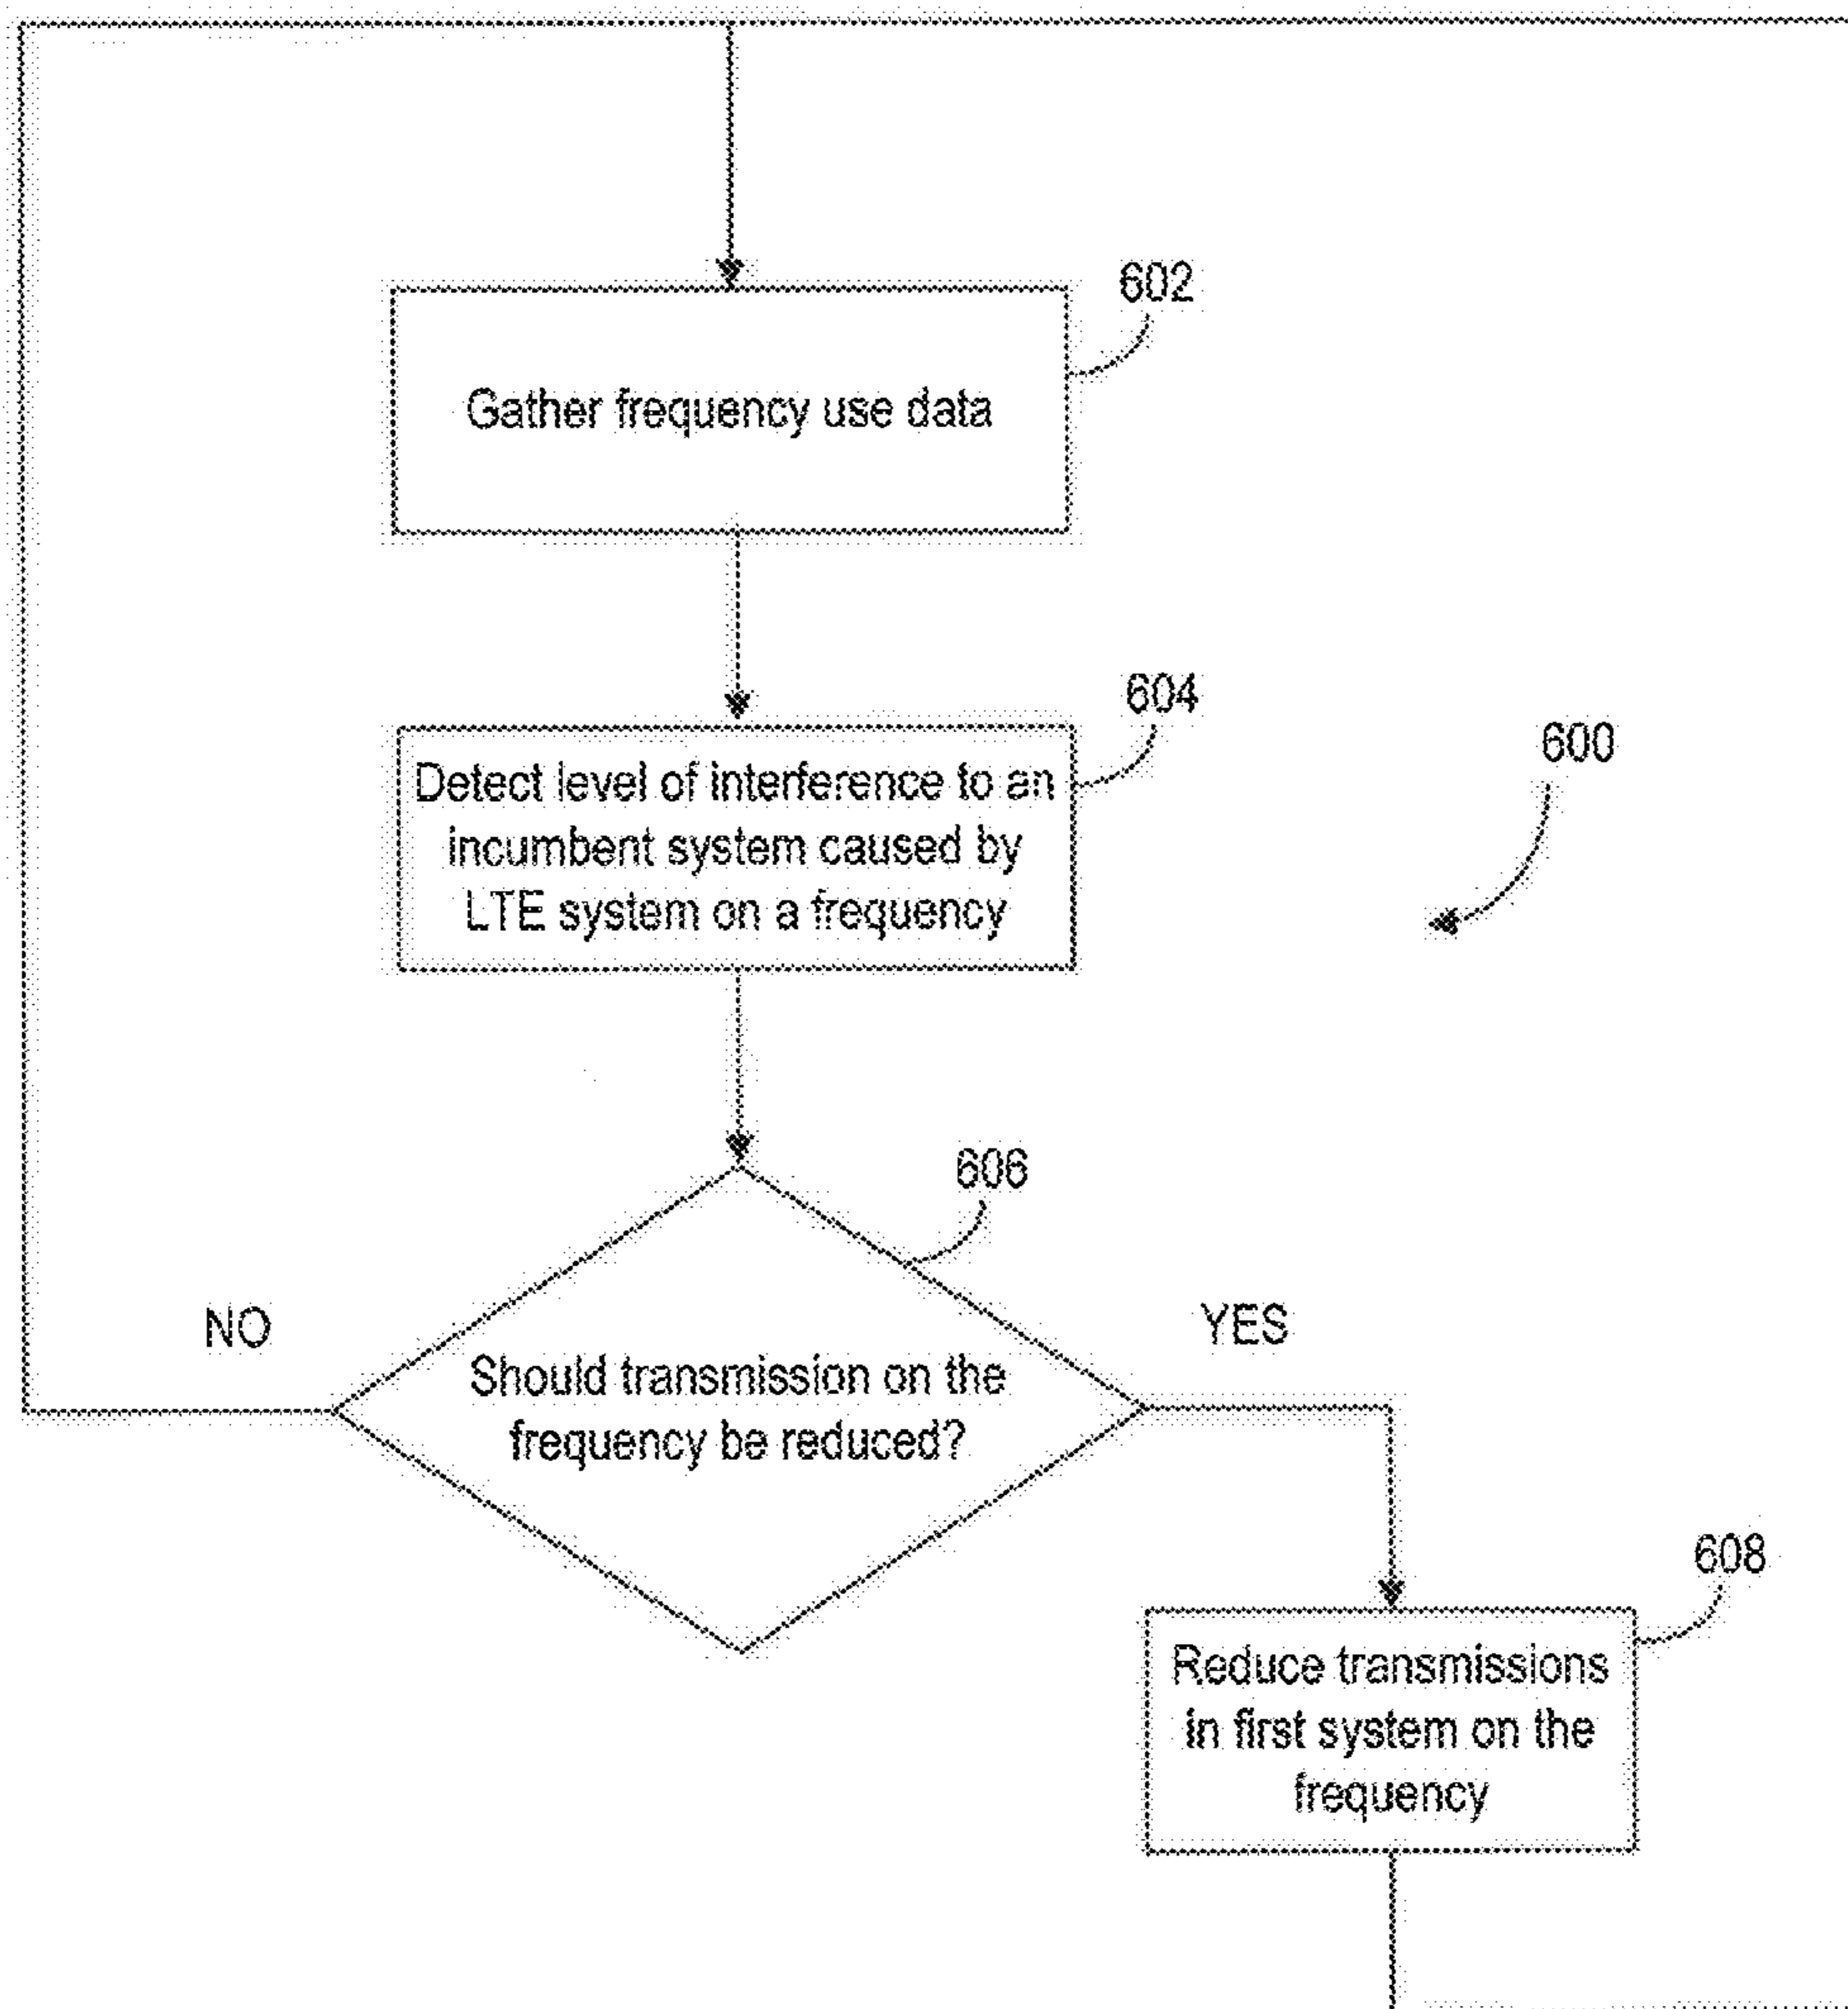 602
Gather frequency use data
604
Detect level of interference to an
incumbent system caused by
LTE system on a frequency
600
606
NO
YES
Should transmission on the
frequency be reduced?
608
Reduce transmissions
in first system on the
frequency